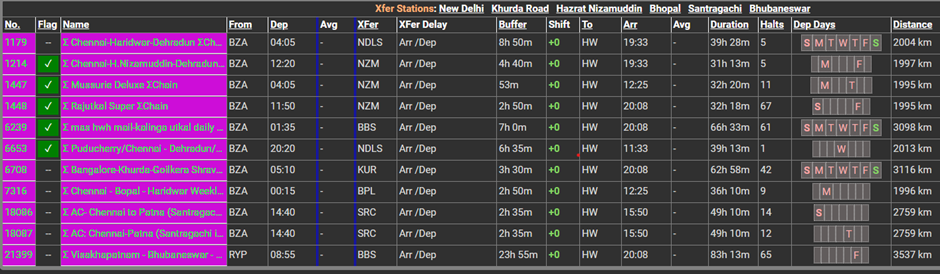 Xfer Stations: New Delhi Khurda Road Hazrat Nizamuddin Bhopal Santragachi Bhubaneswar
No. Flag Name From Dep Avg XFer XFer Delay Buffer Shift To Arr Avg Duration Halts Dep Days Distance
1179 -- Σ Chennai-Haridwar-Dehradun ΣCh... BZA 04:05 - NDLS Arr /Dep 8h 50m +0 HW 19:33 - 39h 28m 5 S M T W T F S 2004 km
1214 ✓ Σ Chennai-H.Nizamuddin-Dehradun... BZA 12:20 - NZM Arr /Dep 4h 40m +0 HW 19:33 - 31h 13m 5 M F 1997 km
1447 ✓ Σ Mussurie Deluxe ΣChain BZA 04:05 - NZM Arr /Dep 53m +0 HW 12:25 - 32h 20m 11 M T 1995 km
1448 ✓ Σ Rajutkal Super ΣChain BZA 11:50 - NZM Arr /Dep 2h 50m +0 HW 20:08 - 32h 18m 67 S F 1995 km
6239 ✓ Σ mas hwh mail-kalinga utkal daily ... BZA 01:35 - BBS Arr /Dep 7h 0m +0 HW 20:08 - 66h 33m 61 S M T W T F S 3098 km
6653 ✓ Σ Puducherry/Chennai - Dehradun/... BZA 20:20 - NDLS Arr /Dep 6h 35m +0 HW 11:33 - 39h 13m 1 W 2013 km
6708 -- Σ Bangalore-Khurda-Golkera Shrav... BZA 05:10 - KUR Arr /Dep 3h 30m +0 HW 20:08 - 62h 58m 42 S M T W T F S 3116 km
7316 -- Σ Chennai - Bopal - Haridwar Weekl... BZA 00:15 - BPL Arr /Dep 2h 50m +0 HW 12:25 - 36h 10m 9 M 1996 km
18086 -- Σ AC- Chennai to Patna (Santragac... BZA 14:40 - SRC Arr /Dep 2h 35m +0 HW 15:50 - 49h 10m 14 S 2759 km
18087 -- Σ AC: Chennai-Patna (Santragachi i... BZA 14:40 - SRC Arr /Dep 2h 35m +0 HW 15:50 - 49h 10m 12 T 2759 km
21399 -- Σ Visakhapatnam - Bhubaneswar - ... RYP 08:55 - BBS Arr /Dep 23h 55m +0 HW 20:08 - 83h 13m 65 F 3537 km